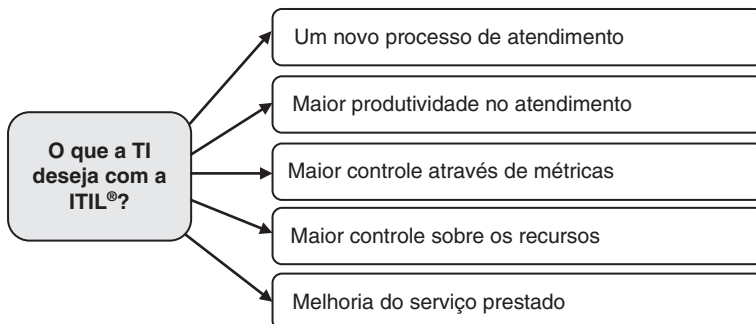 Um novo processo de atendimento
Maior produtividade no atendimento
O que a TI
deseja com a
ITIL®?
Maior controle através de métricas
Maior controle sobre os recursos
Melhoria do serviço prestado